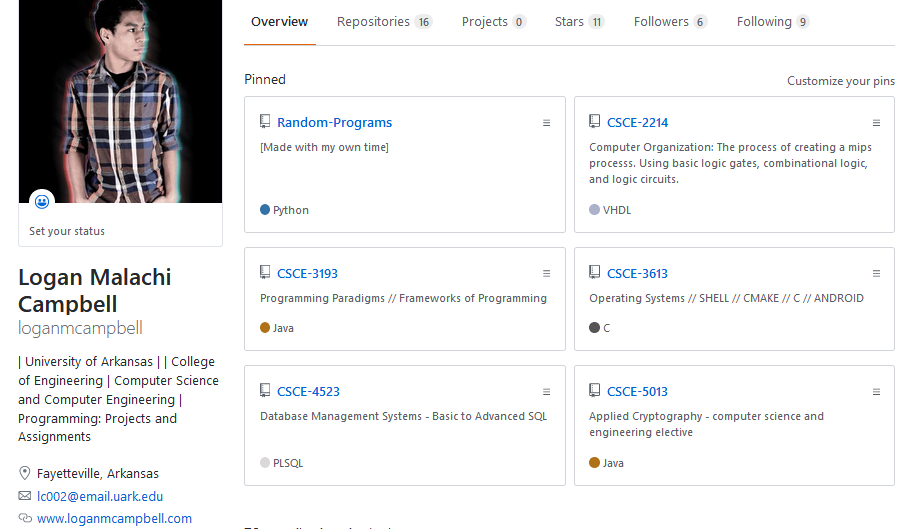 Overview
Repositories 16
Projects 0
Stars 11
Followers 6
Following 9
Pinned
Customize your pins
Random-Programs
[Made with my own time]
Python
CSCE-2214
Computer Organization: The process of creating a mips
processs. Using basic logic gates, combinational logic,
and logic circuits.
VHDL
CSCE-3193
Programming Paradigms // Frameworks of Programming
Java
CSCE-3613
Operating Systems // SHELL // CMAKE // C // ANDROID
C
CSCE-4523
Database Management Systems - Basic to Advanced SQL
PLSQL
CSCE-5013
Applied Cryptography - computer science and
engineering elective
Java
Set your status
Logan Malachi
Campbell
loganmcampbell
| University of Arkansas | | College
of Engineering | Computer Science
and Computer Engineering |
Programming: Projects and
Assignments
Fayetteville, Arkansas
lc002@email.uark.edu
www.loganmcampbell.com